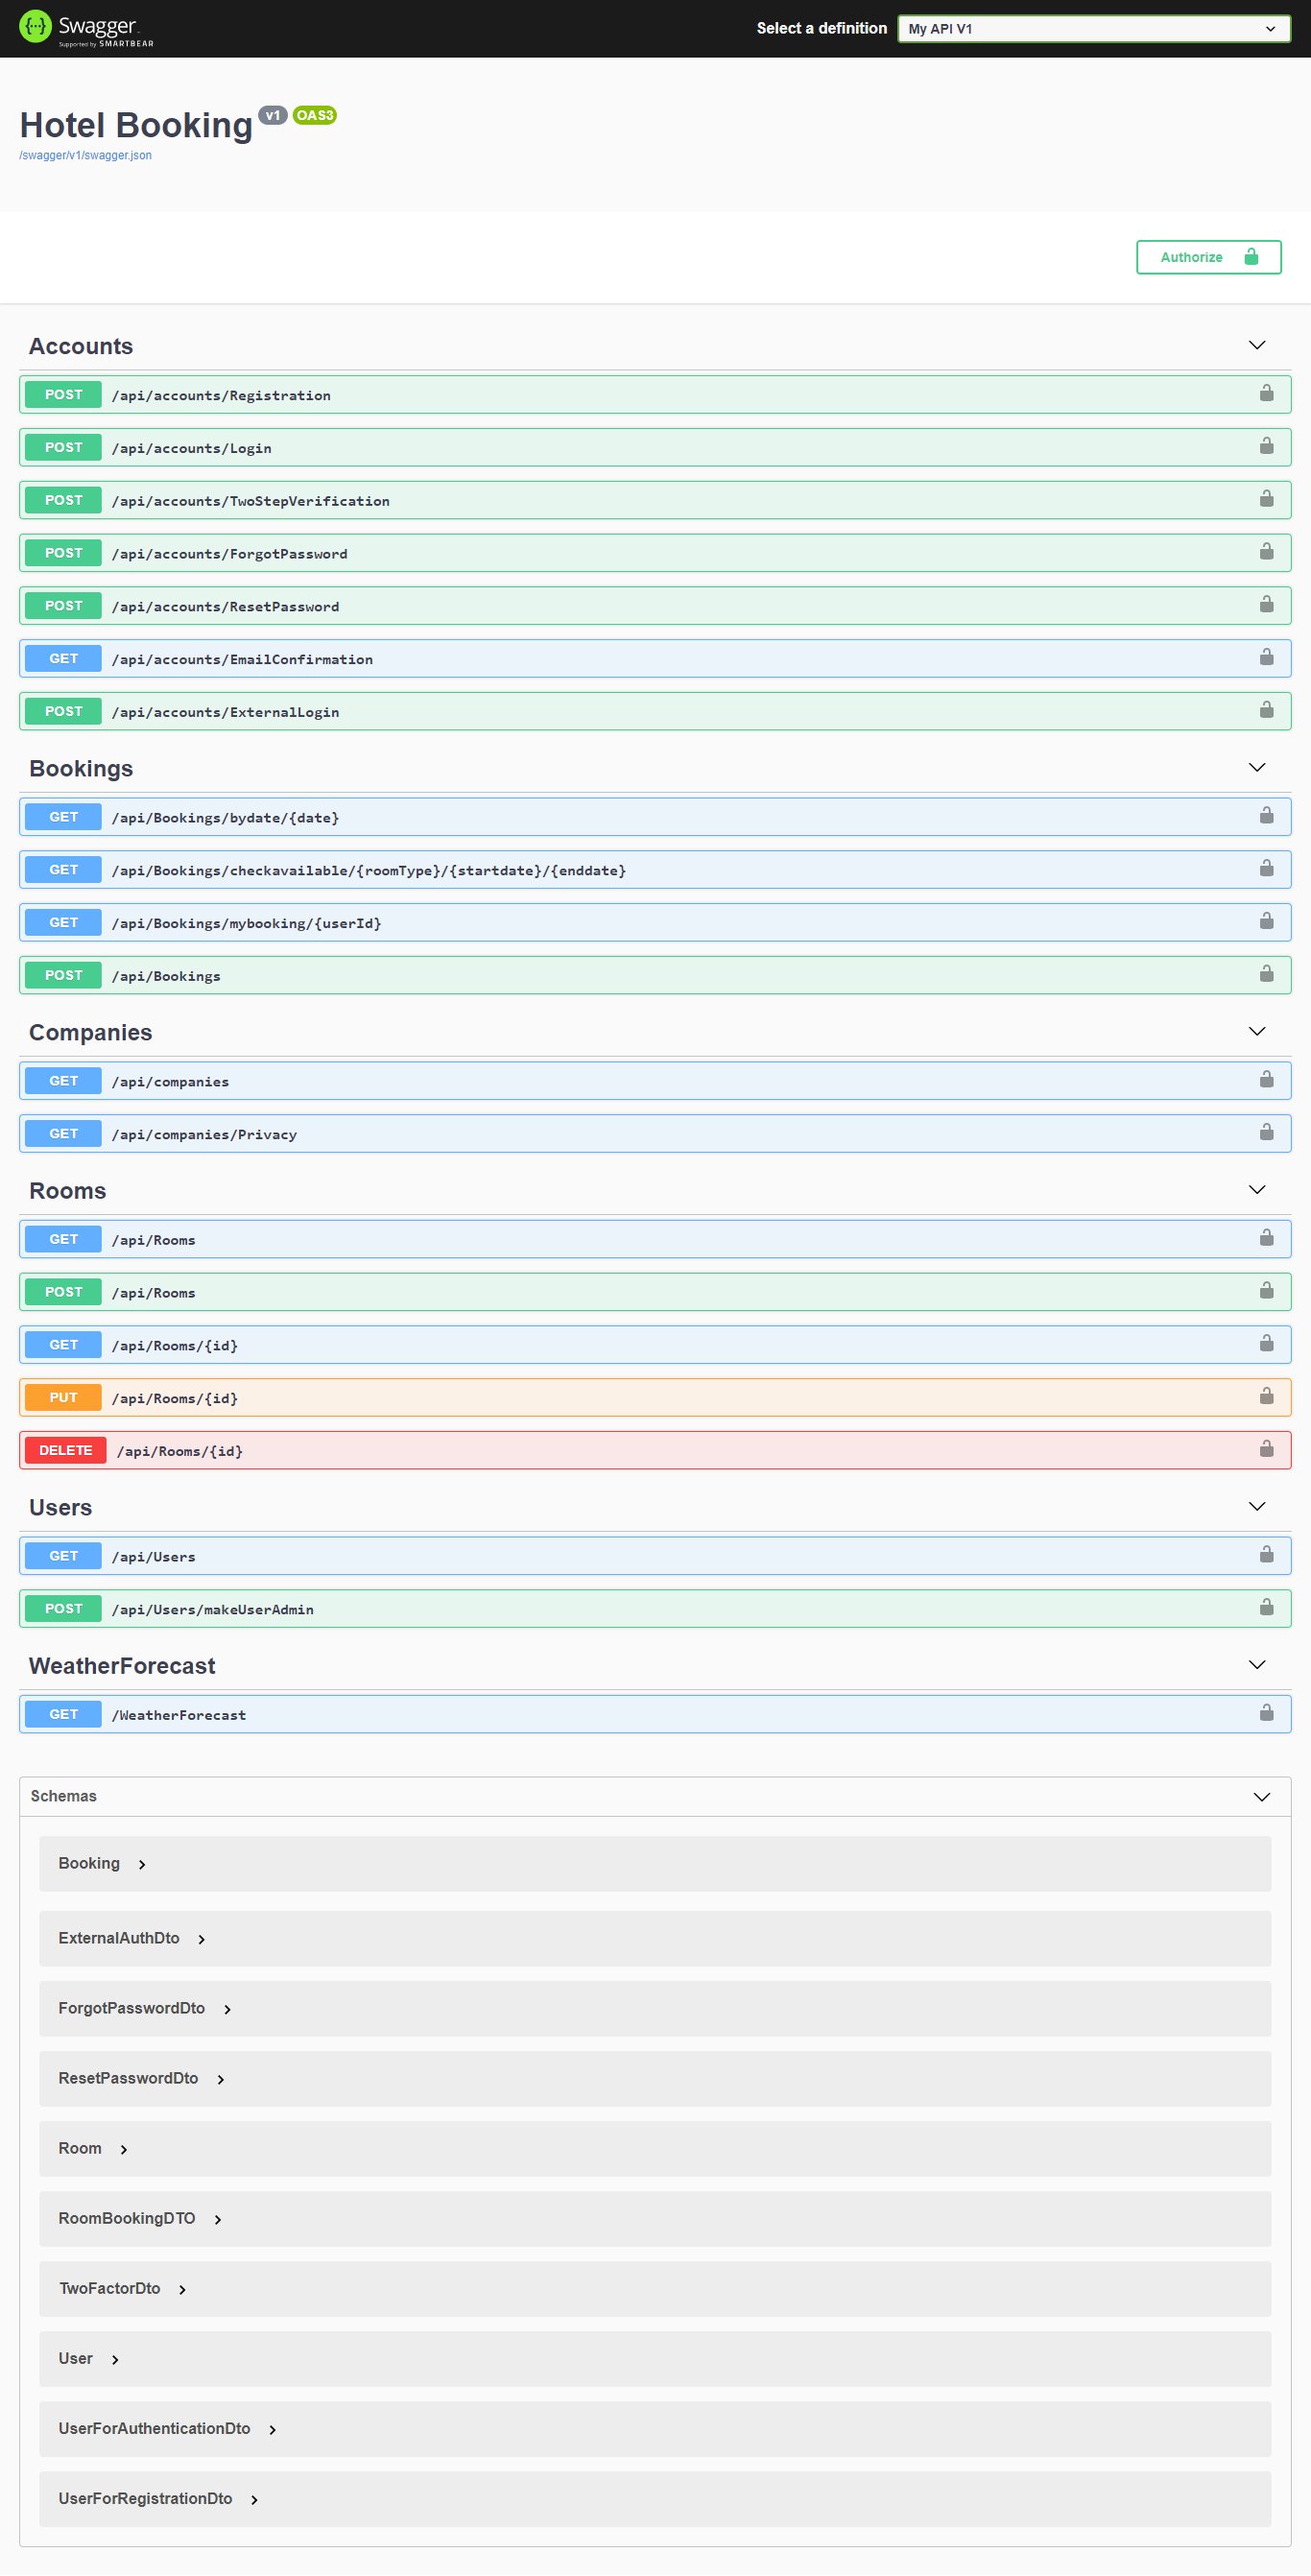 Swagger
Supported by SMARTBEAR
Select a definition
My API V1
Hotel Booking v1 OAS3
/swagger/v1/swagger.json
Authorize
Accounts
POST /api/accounts/Registration
POST /api/accounts/Login
POST /api/accounts/TwoStepVerification
POST /api/accounts/ForgotPassword
POST /api/accounts/ResetPassword
GET /api/accounts/EmailConfirmation
POST /api/accounts/ExternalLogin
Bookings
GET /api/Bookings/bydate/{date}
GET /api/Bookings/checkavailable/{roomType}/{startdate}/{enddate}
GET /api/Bookings/mybooking/{userId}
POST /api/Bookings
Companies
GET /api/companies
GET /api/companies/Privacy
Rooms
GET /api/Rooms
POST /api/Rooms
GET /api/Rooms/{id}
PUT /api/Rooms/{id}
DELETE /api/Rooms/{id}
Users
GET /api/Users
POST /api/Users/makeUserAdmin
WeatherForecast
GET /WeatherForecast
Schemas
Booking
ExternalAuthDto
ForgotPasswordDto
ResetPasswordDto
Room
RoomBookingDTO
TwoFactorDto
User
UserForAuthenticationDto
UserForRegistrationDto